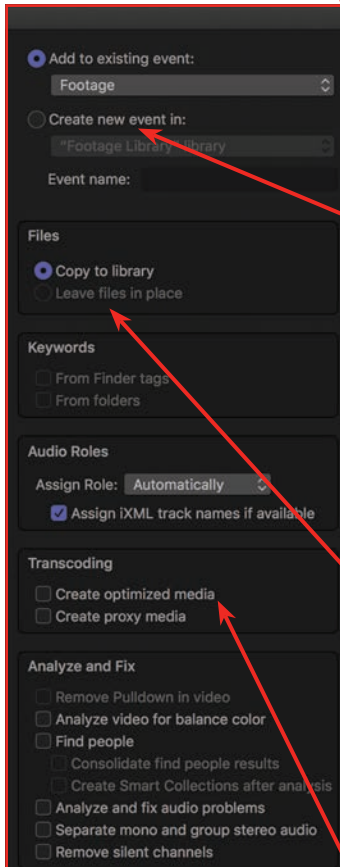 Add to existing event:
Footage
Create new event in:
"Footage Library" library
Event name:
Files
Copy to library
Leave files in place
Keywords
From Finder tags
From folders
Audio Roles
Assign Role: Automatically
Assign iXML track names if available
Transcoding
Create optimized media
Create proxy media
Analyze and Fix
Remove Pulldown in video
Analyze video for balance color
Find people
Consolidate find people results
Create Smart Collections after analysis
Analyze and fix audio problems
Separate mono and group stereo audio
Remove silent channels